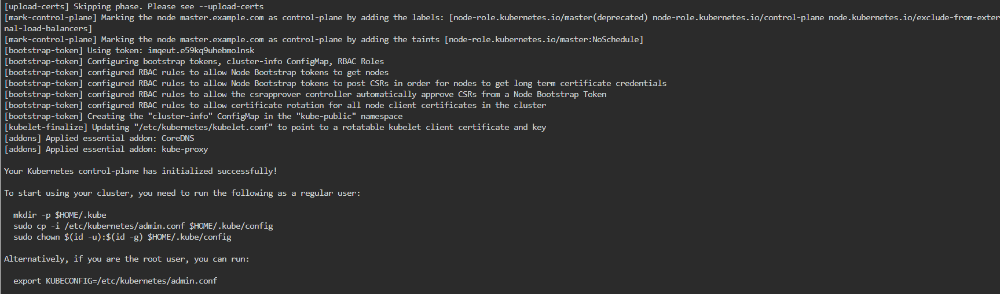 [upload-certs] Skipping phase. Please see --upload-certs
[mark-control-plane] Marking the node master.example.com as control-plane by adding the labels: [node-role.kubernetes.io/master(deprecated) node-role.kubernetes.io/control-plane node.kubernetes.io/exclude-from-exter
nal-load-balancers]
[mark-control-plane] Marking the node master.example.com as control-plane by adding the taints [node-role.kubernetes.io/master:NoSchedule]
[bootstrap-token] Using token: imqeut.e59kq9uhebmolnsk
[bootstrap-token] Configuring bootstrap tokens, cluster-info ConfigMap, RBAC Roles
[bootstrap-token] configured RBAC rules to allow Node Bootstrap tokens to get nodes
[bootstrap-token] configured RBAC rules to allow Node Bootstrap tokens to post CSRs in order for nodes to get long term certificate credentials
[bootstrap-token] configured RBAC rules to allow the csrapprover controller automatically approve CSRs from a Node Bootstrap Token
[bootstrap-token] configured RBAC rules to allow certificate rotation for all node client certificates in the cluster
[bootstrap-token] Creating the "cluster-info" ConfigMap in the "kube-public" namespace
[kubelet-finalize] Updating "/etc/kubernetes/kubelet.conf" to point to a rotatable kubelet client certificate and key
[addons] Applied essential addon: CoreDNS
[addons] Applied essential addon: kube-proxy

Your Kubernetes control-plane has initialized successfully!

To start using your cluster, you need to run the following as a regular user:

  mkdir -p $HOME/.kube
  sudo cp -i /etc/kubernetes/admin.conf $HOME/.kube/config
  sudo chown $(id -u):$(id -g) $HOME/.kube/config

Alternatively, if you are the root user, you can run:

  export KUBECONFIG=/etc/kubernetes/admin.conf